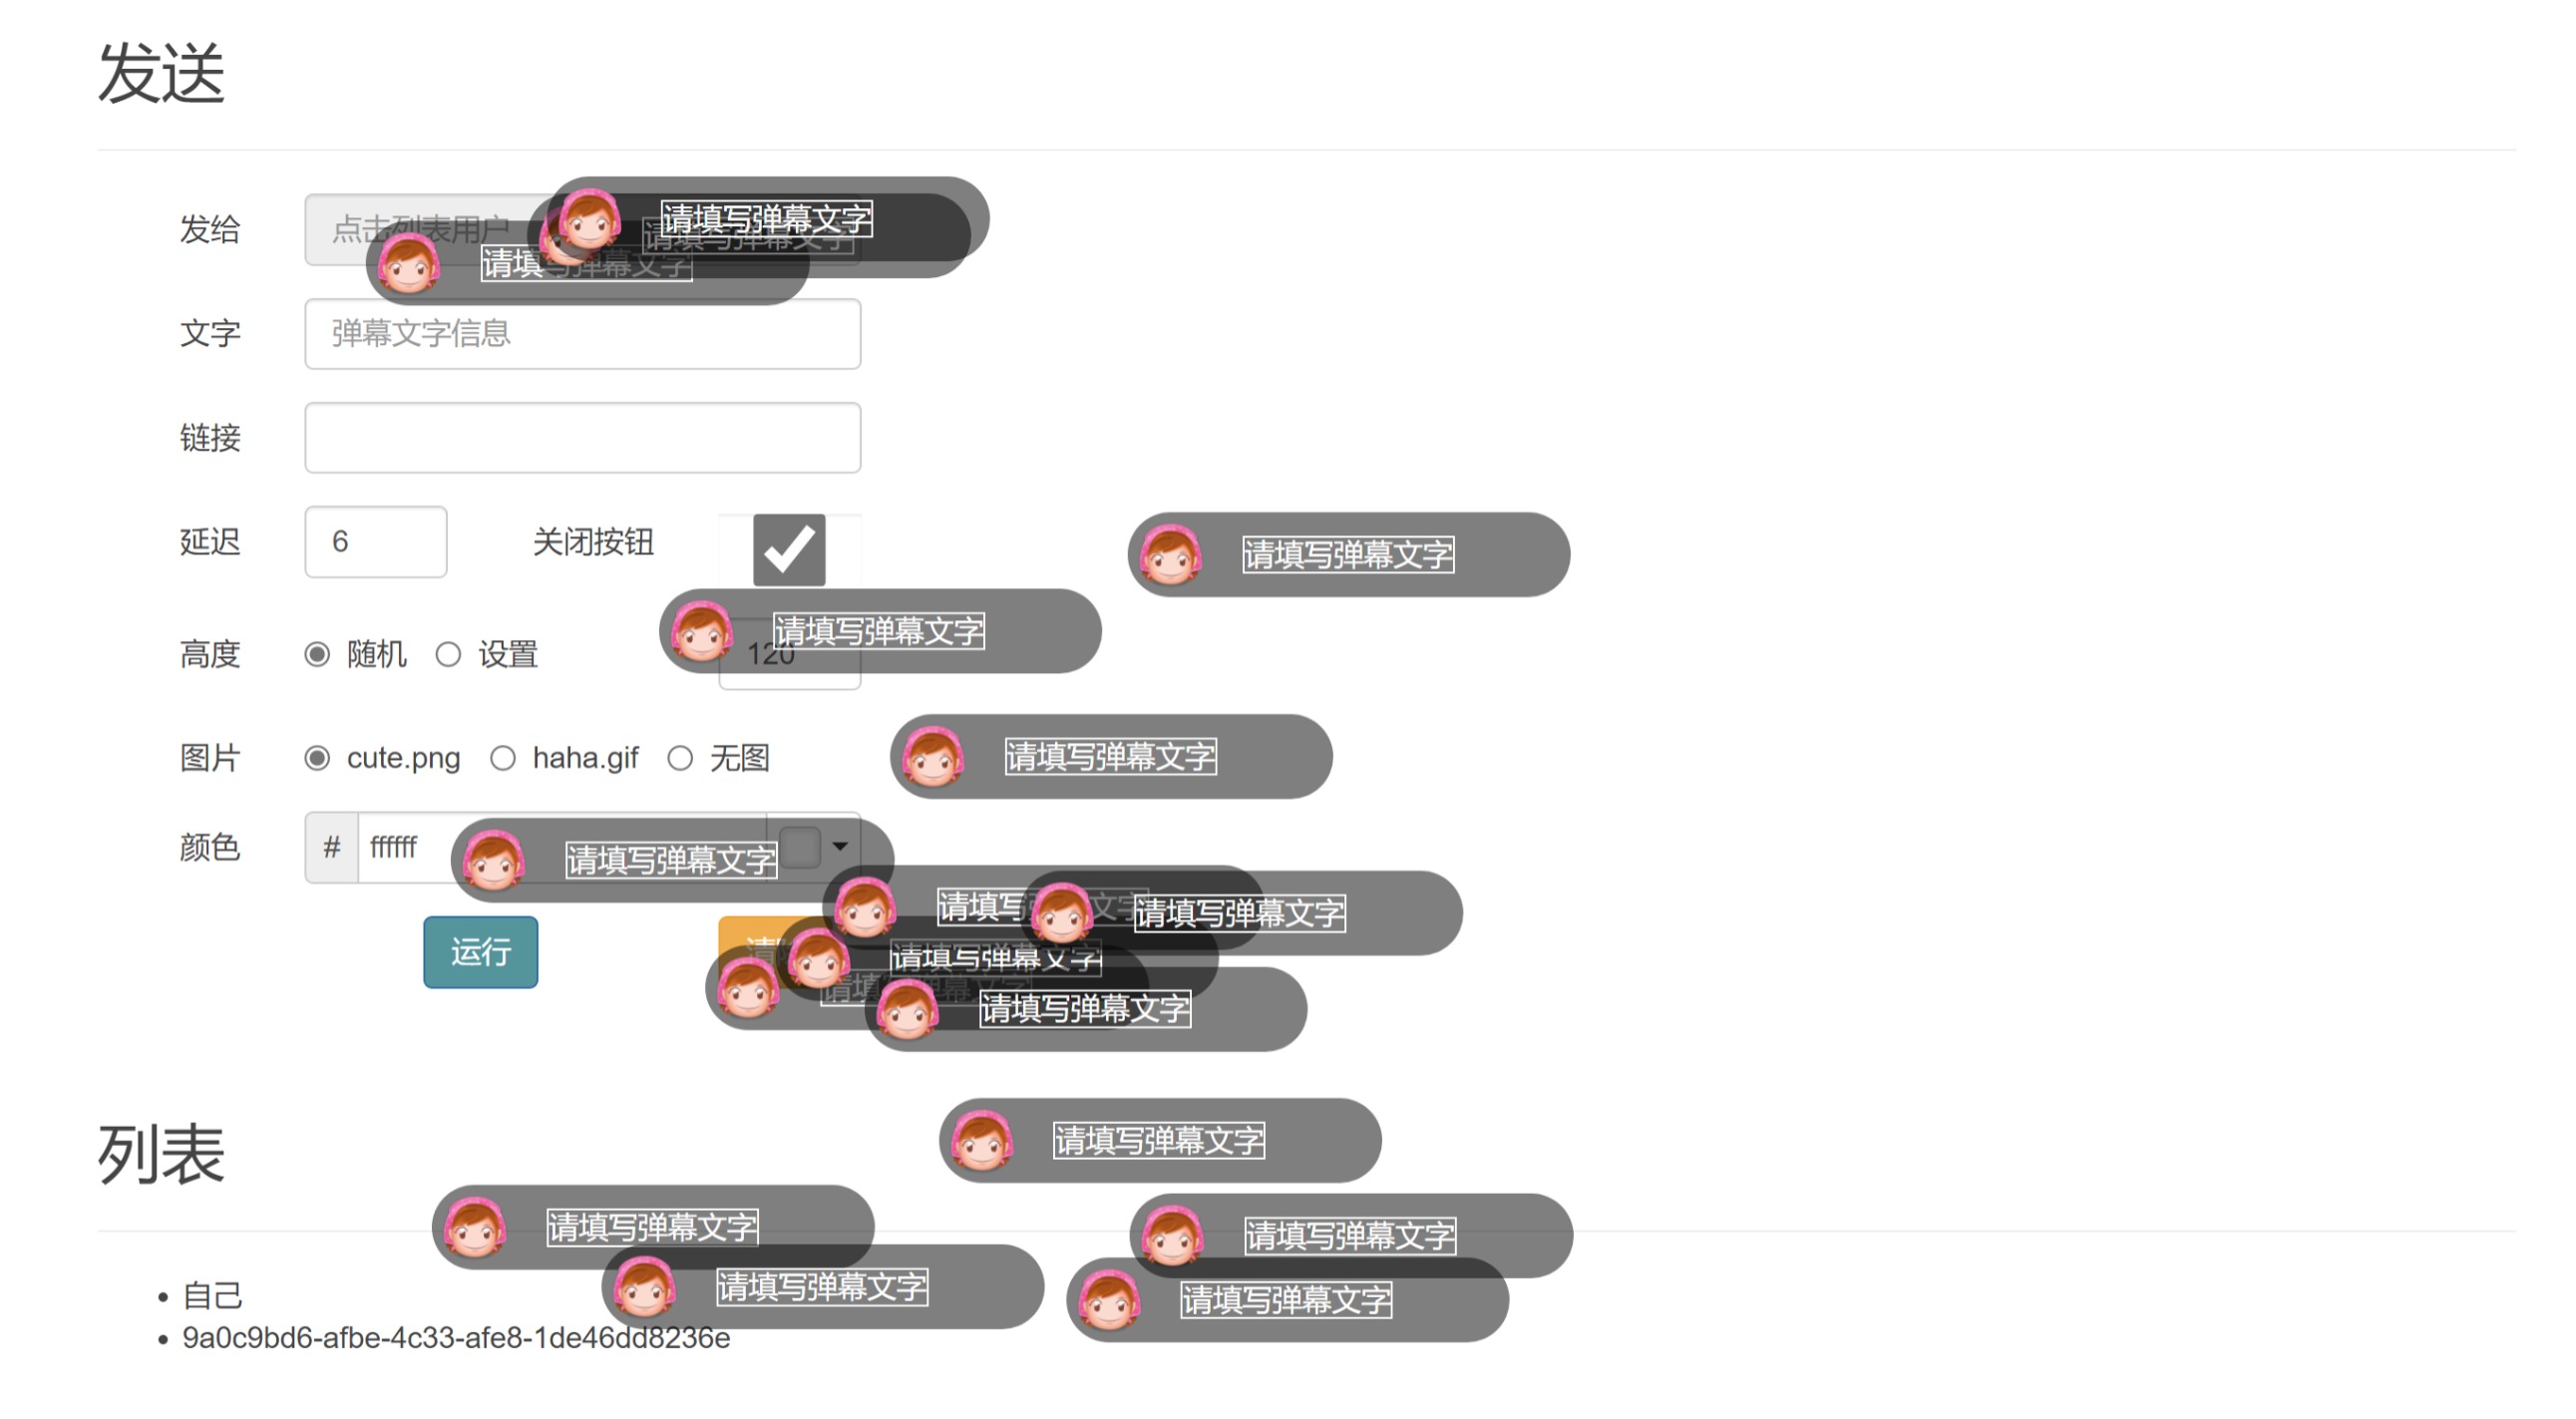 发送
发给 点击列表用户
请填写弹幕文字
请填写弹幕文字
请填写弹幕文字
文字 弹幕文字信息
链接
延迟 6 关闭按钮
请填写弹幕文字
请填写弹幕文字
高度 随机 设置 120
图片 cute.png haha.gif 无图
请填写弹幕文字
颜色 # ffffff
请填写弹幕文字
请填写 文字
请填写弹幕文字
运行 清
请填写弹幕文字
请填 幕文字
请填写弹幕文字
列表
请填写弹幕文字
请填写弹幕文字
请填写弹幕文字
请填写弹幕文字
请填写弹幕文字
自己
9a0c9bd6-afbe-4c33-afe8-1de46dd8236e